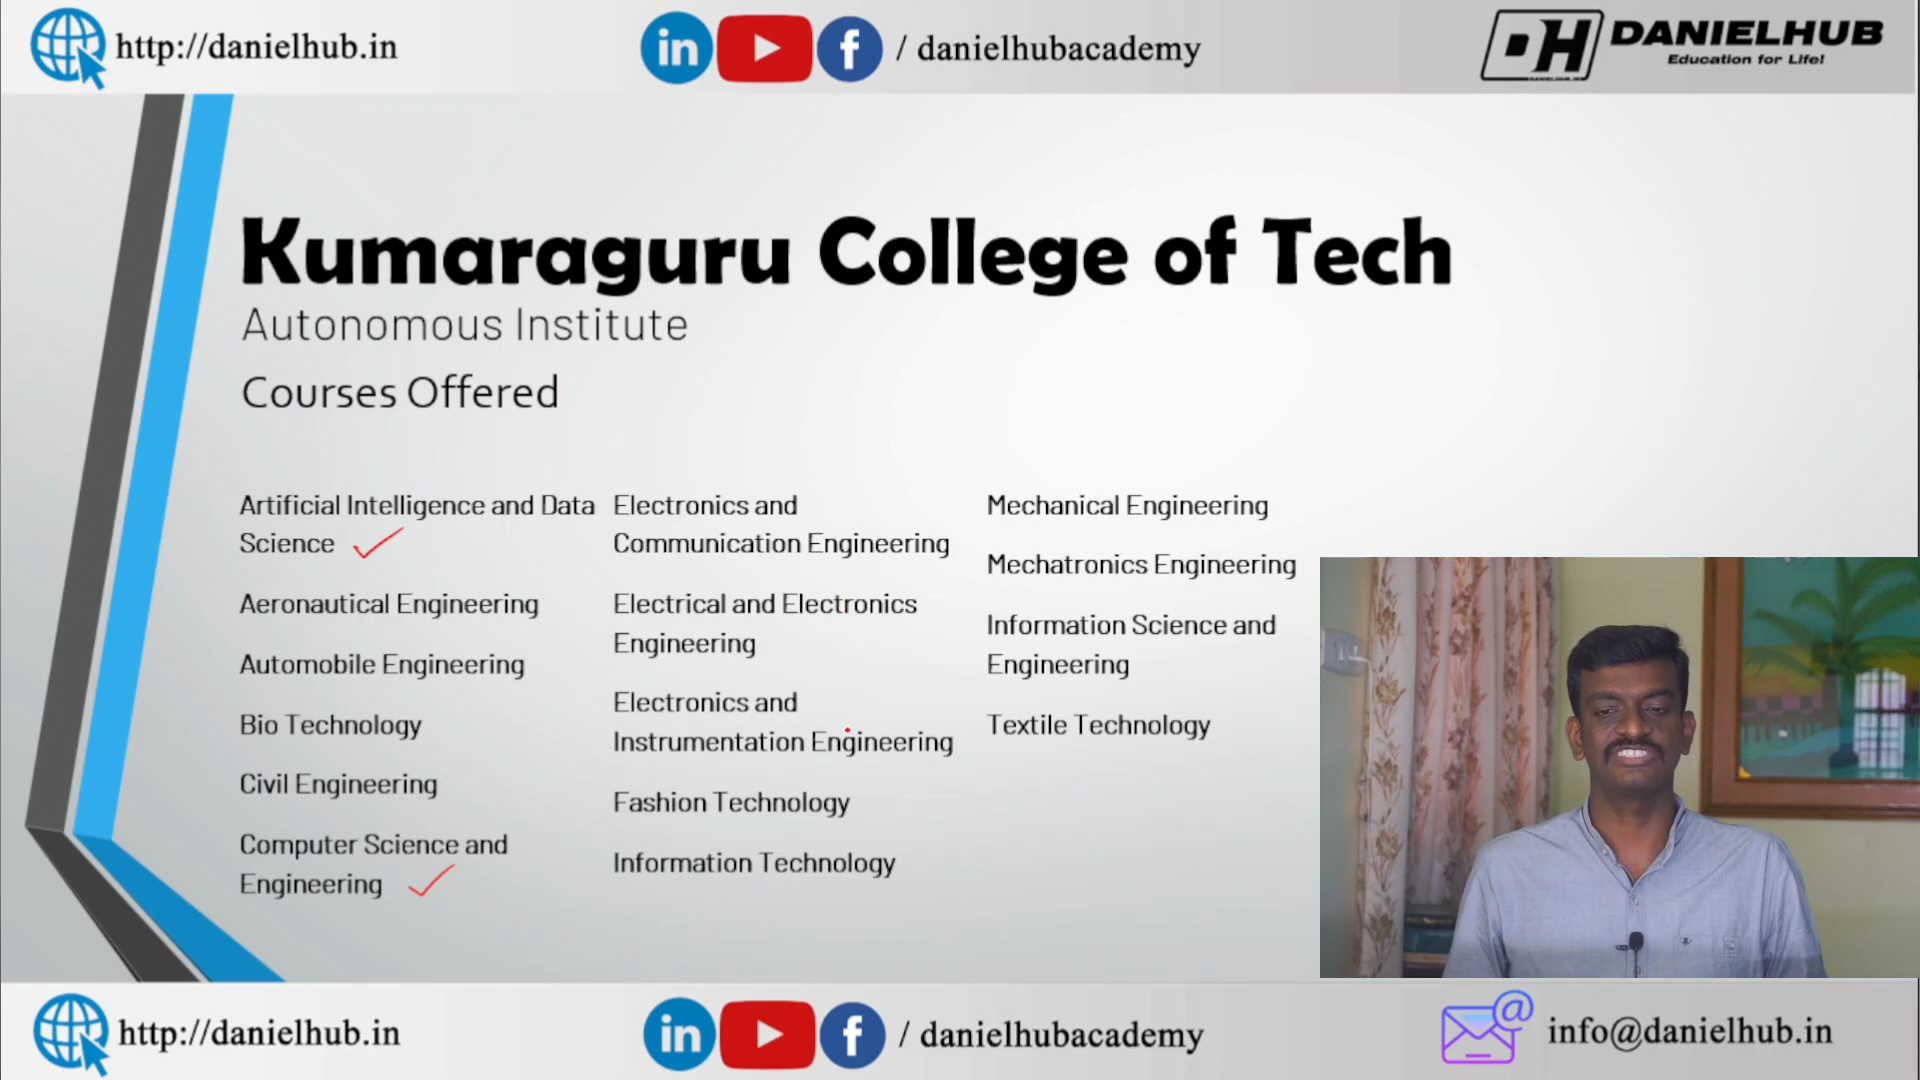 http://danielhub.in
in f / danielhubacademy
DH DANIELHUB
Education for Life!
Kumaraguru College of Tech
Autonomous Institute
Courses Offered
Artificial Intelligence and Data
Science
Aeronautical Engineering
Automobile Engineering
Bio Technology
Civil Engineering
Computer Science and
Engineering
Electronics and
Communication Engineering
Electrical and Electronics
Engineering
Electronics and
Instrumentation Engineering
Fashion Technology
Information Technology
Mechanical Engineering
Mechatronics Engineering
Information Science and
Engineering
Textile Technology
http://danielhub.in
in f / danielhubacademy
@ info@danielhub.in